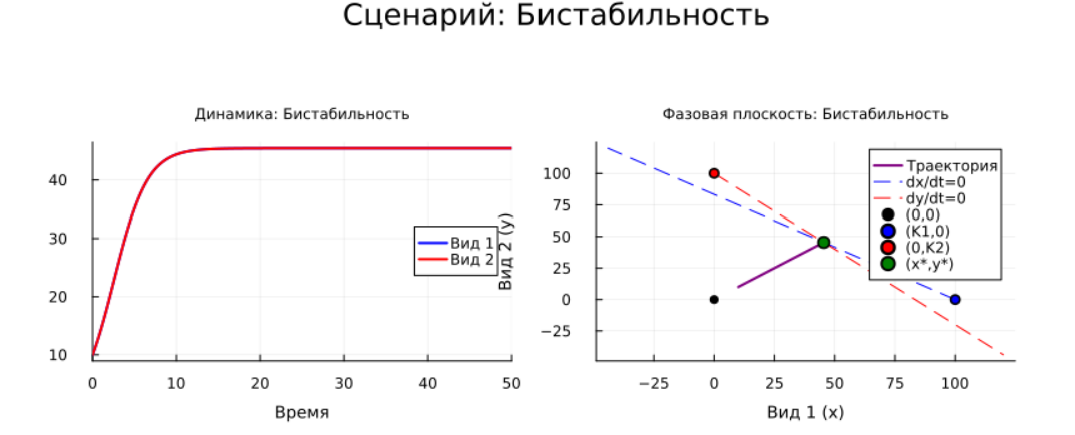 Сценарий: Бистабильность
Динамика: Бистабильность
40
30
20
10
Вид 1
Вид 2
0
10
20
30
40
50
Время
Фазовая плоскость: Бистабильность
Вид 2 (y)
100
75
50
25
0
−25
Траектория
dx/dt=0
dy/dt=0
(0,0)
(K1,0)
(0,K2)
(x*,y*)
−25
0
25
50
75
100
Вид 1 (x)